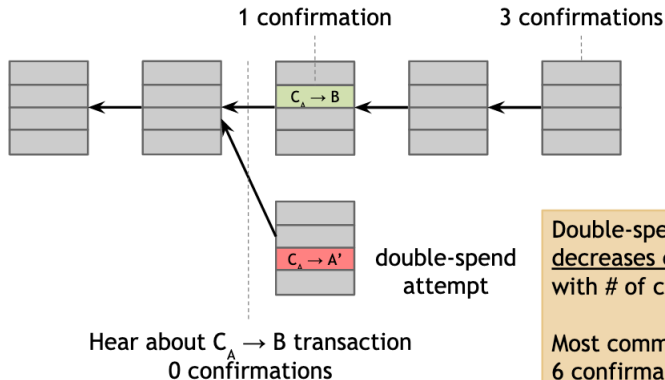 1 confirmation
3 confirmations
C_A → B
C_A → A'
double-spend
attempt
Hear about C_A → B transaction
0 confirmations
Double-spe
decreases
with # of c
Most comm
6 confirma